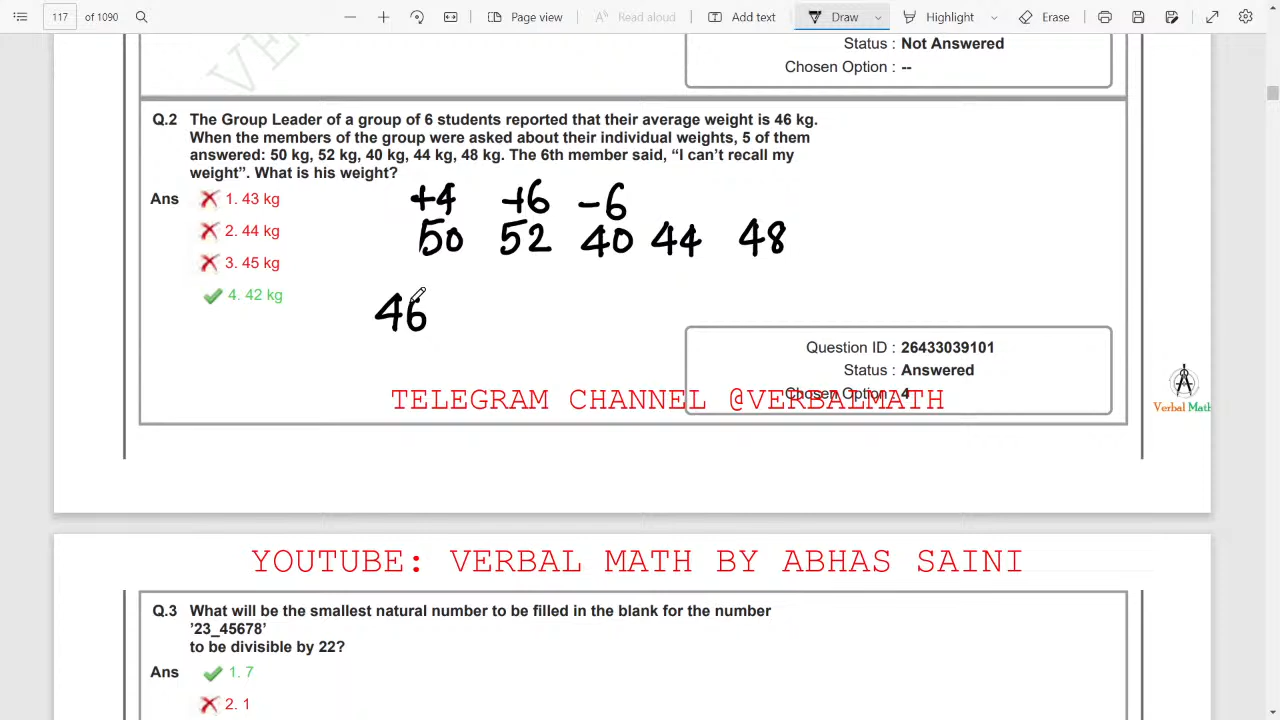 117 of 1090 Page view Read aloud Add text Draw Highlight Erase
Status : Not Answered
Chosen Option : --
Q.2 The Group Leader of a group of 6 students reported that their average weight is 46 kg.
When the members of the group were asked about their individual weights, 5 of them
answered: 50 kg, 52 kg, 40 kg, 44 kg, 48 kg. The 6th member said, “I can’t recall my
weight”. What is his weight?
Ans 1. 43 kg
2. 44 kg
3. 45 kg
4. 42 kg
+4 +6 -6
50 52 40 44 48
46
Question ID : 26433039101
Status : Answered
Chosen Option : 4
TELEGRAM CHANNEL @VERBALMATH
Verbal Math
YOUTUBE: VERBAL MATH BY ABHAS SAINI
Q.3 What will be the smallest natural number to be filled in the blank for the number
’23_45678’
to be divisible by 22?
Ans 1. 7
2. 1